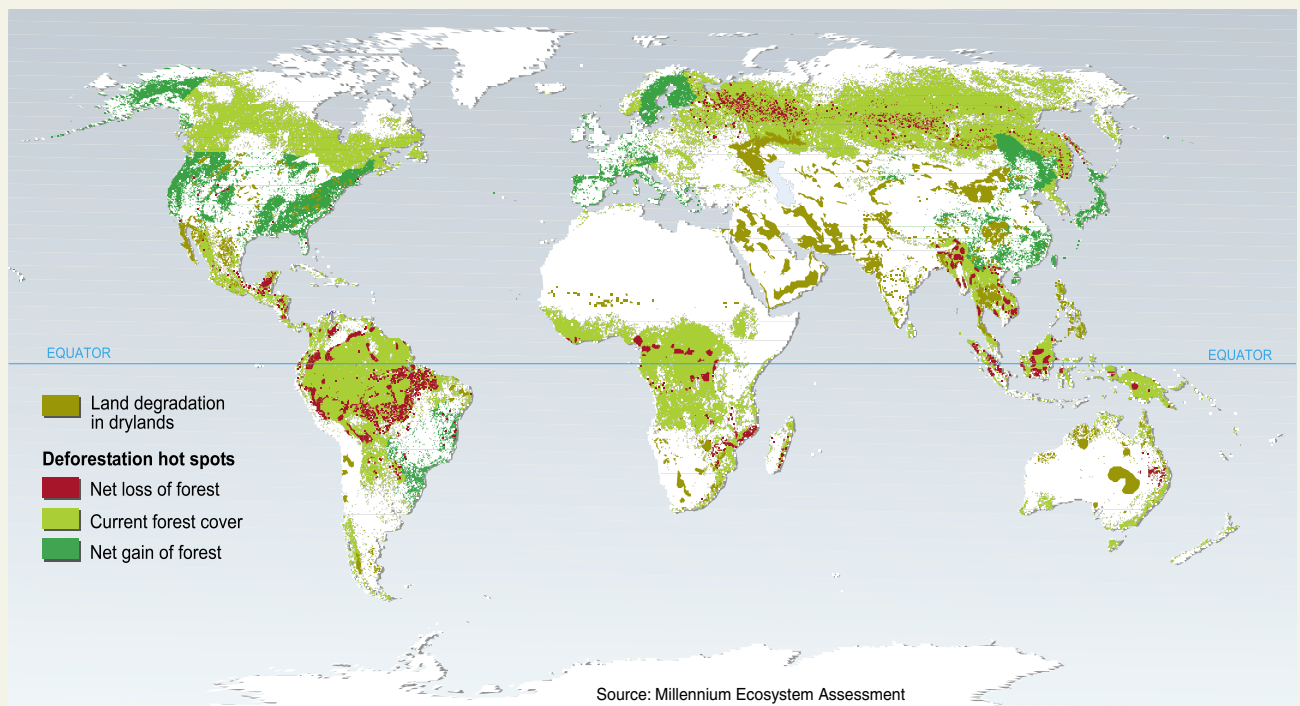 EQUATOR
EQUATOR
Land degradation
in drylands
Deforestation hot spots
Net loss of forest
Current forest cover
Net gain of forest
Source: Millennium Ecosystem Assessment